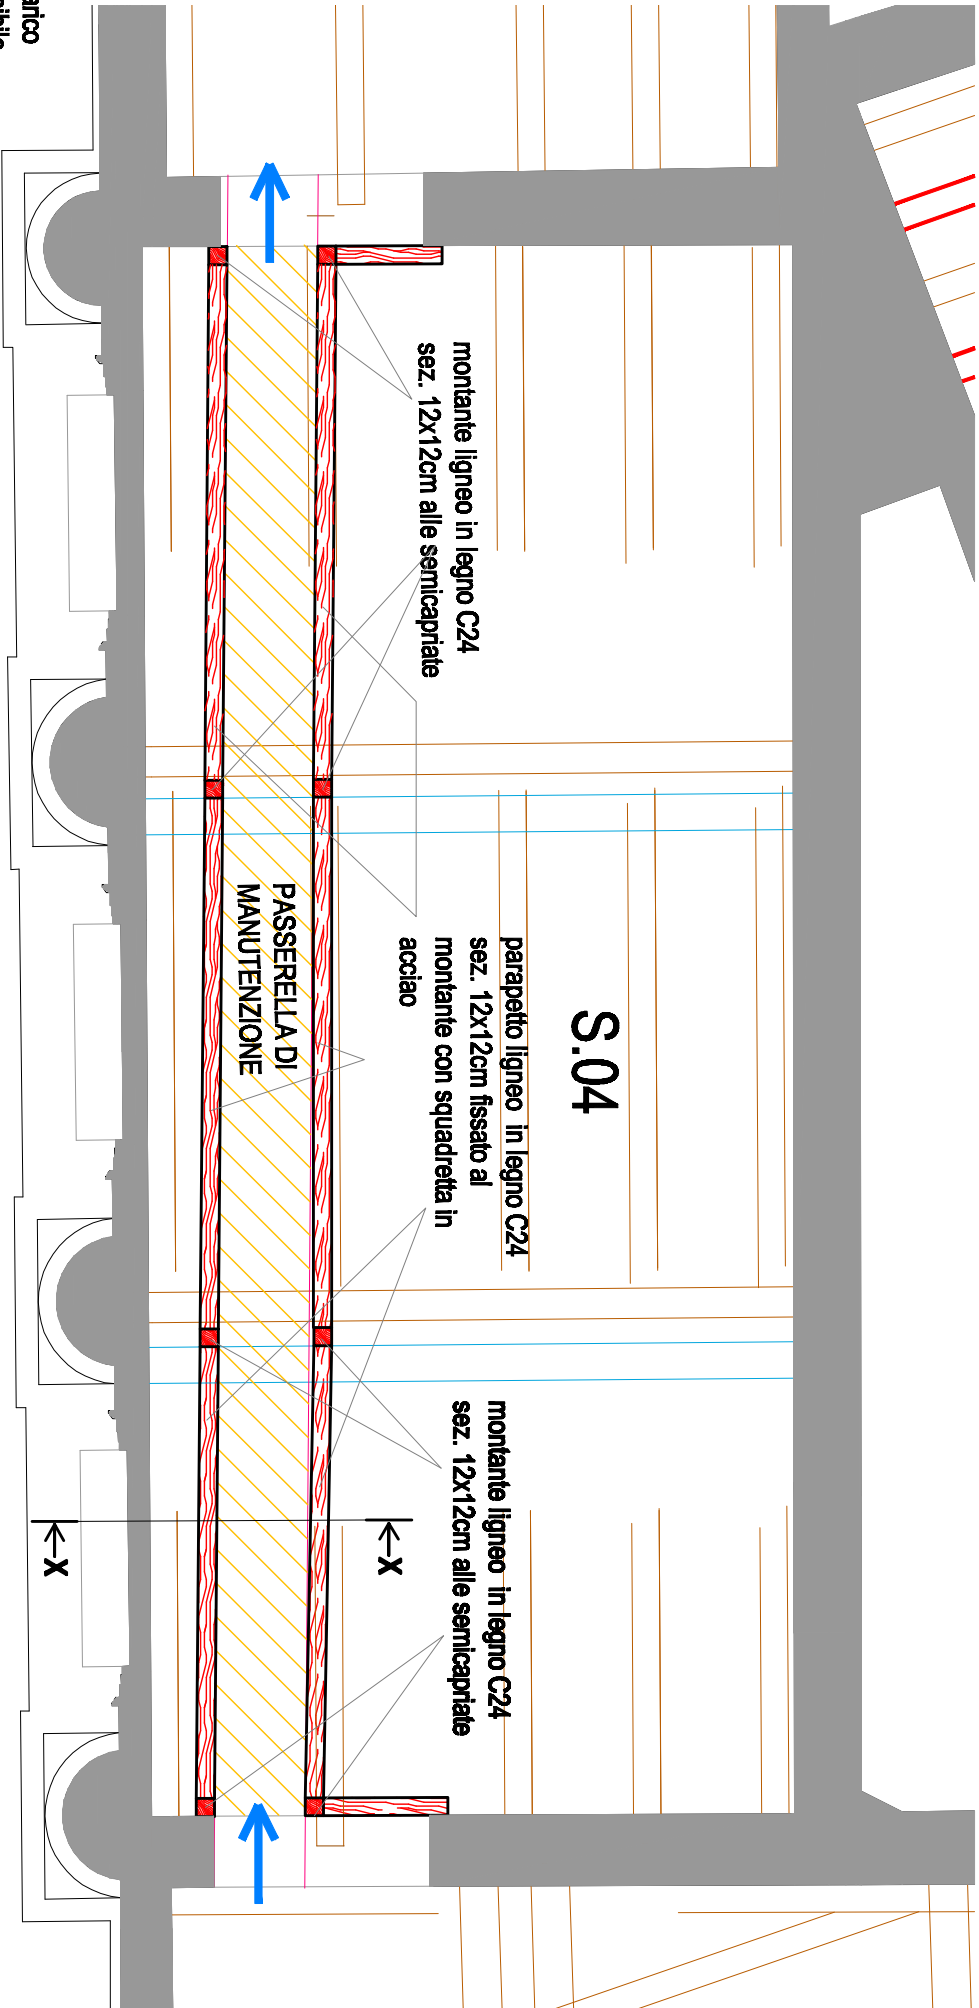 arico
montante ligneo in legno C24
sez. 12x12cm alle semicapriate
S.04
parapetto ligneo in legno C24
sez. 12x12cm fissato al
montante con squadretta in
acciao
PASSERELLA DI
MANUTENZIONE
montante ligneo in legno C24
sez. 12x12cm alle semicapriate
X
X